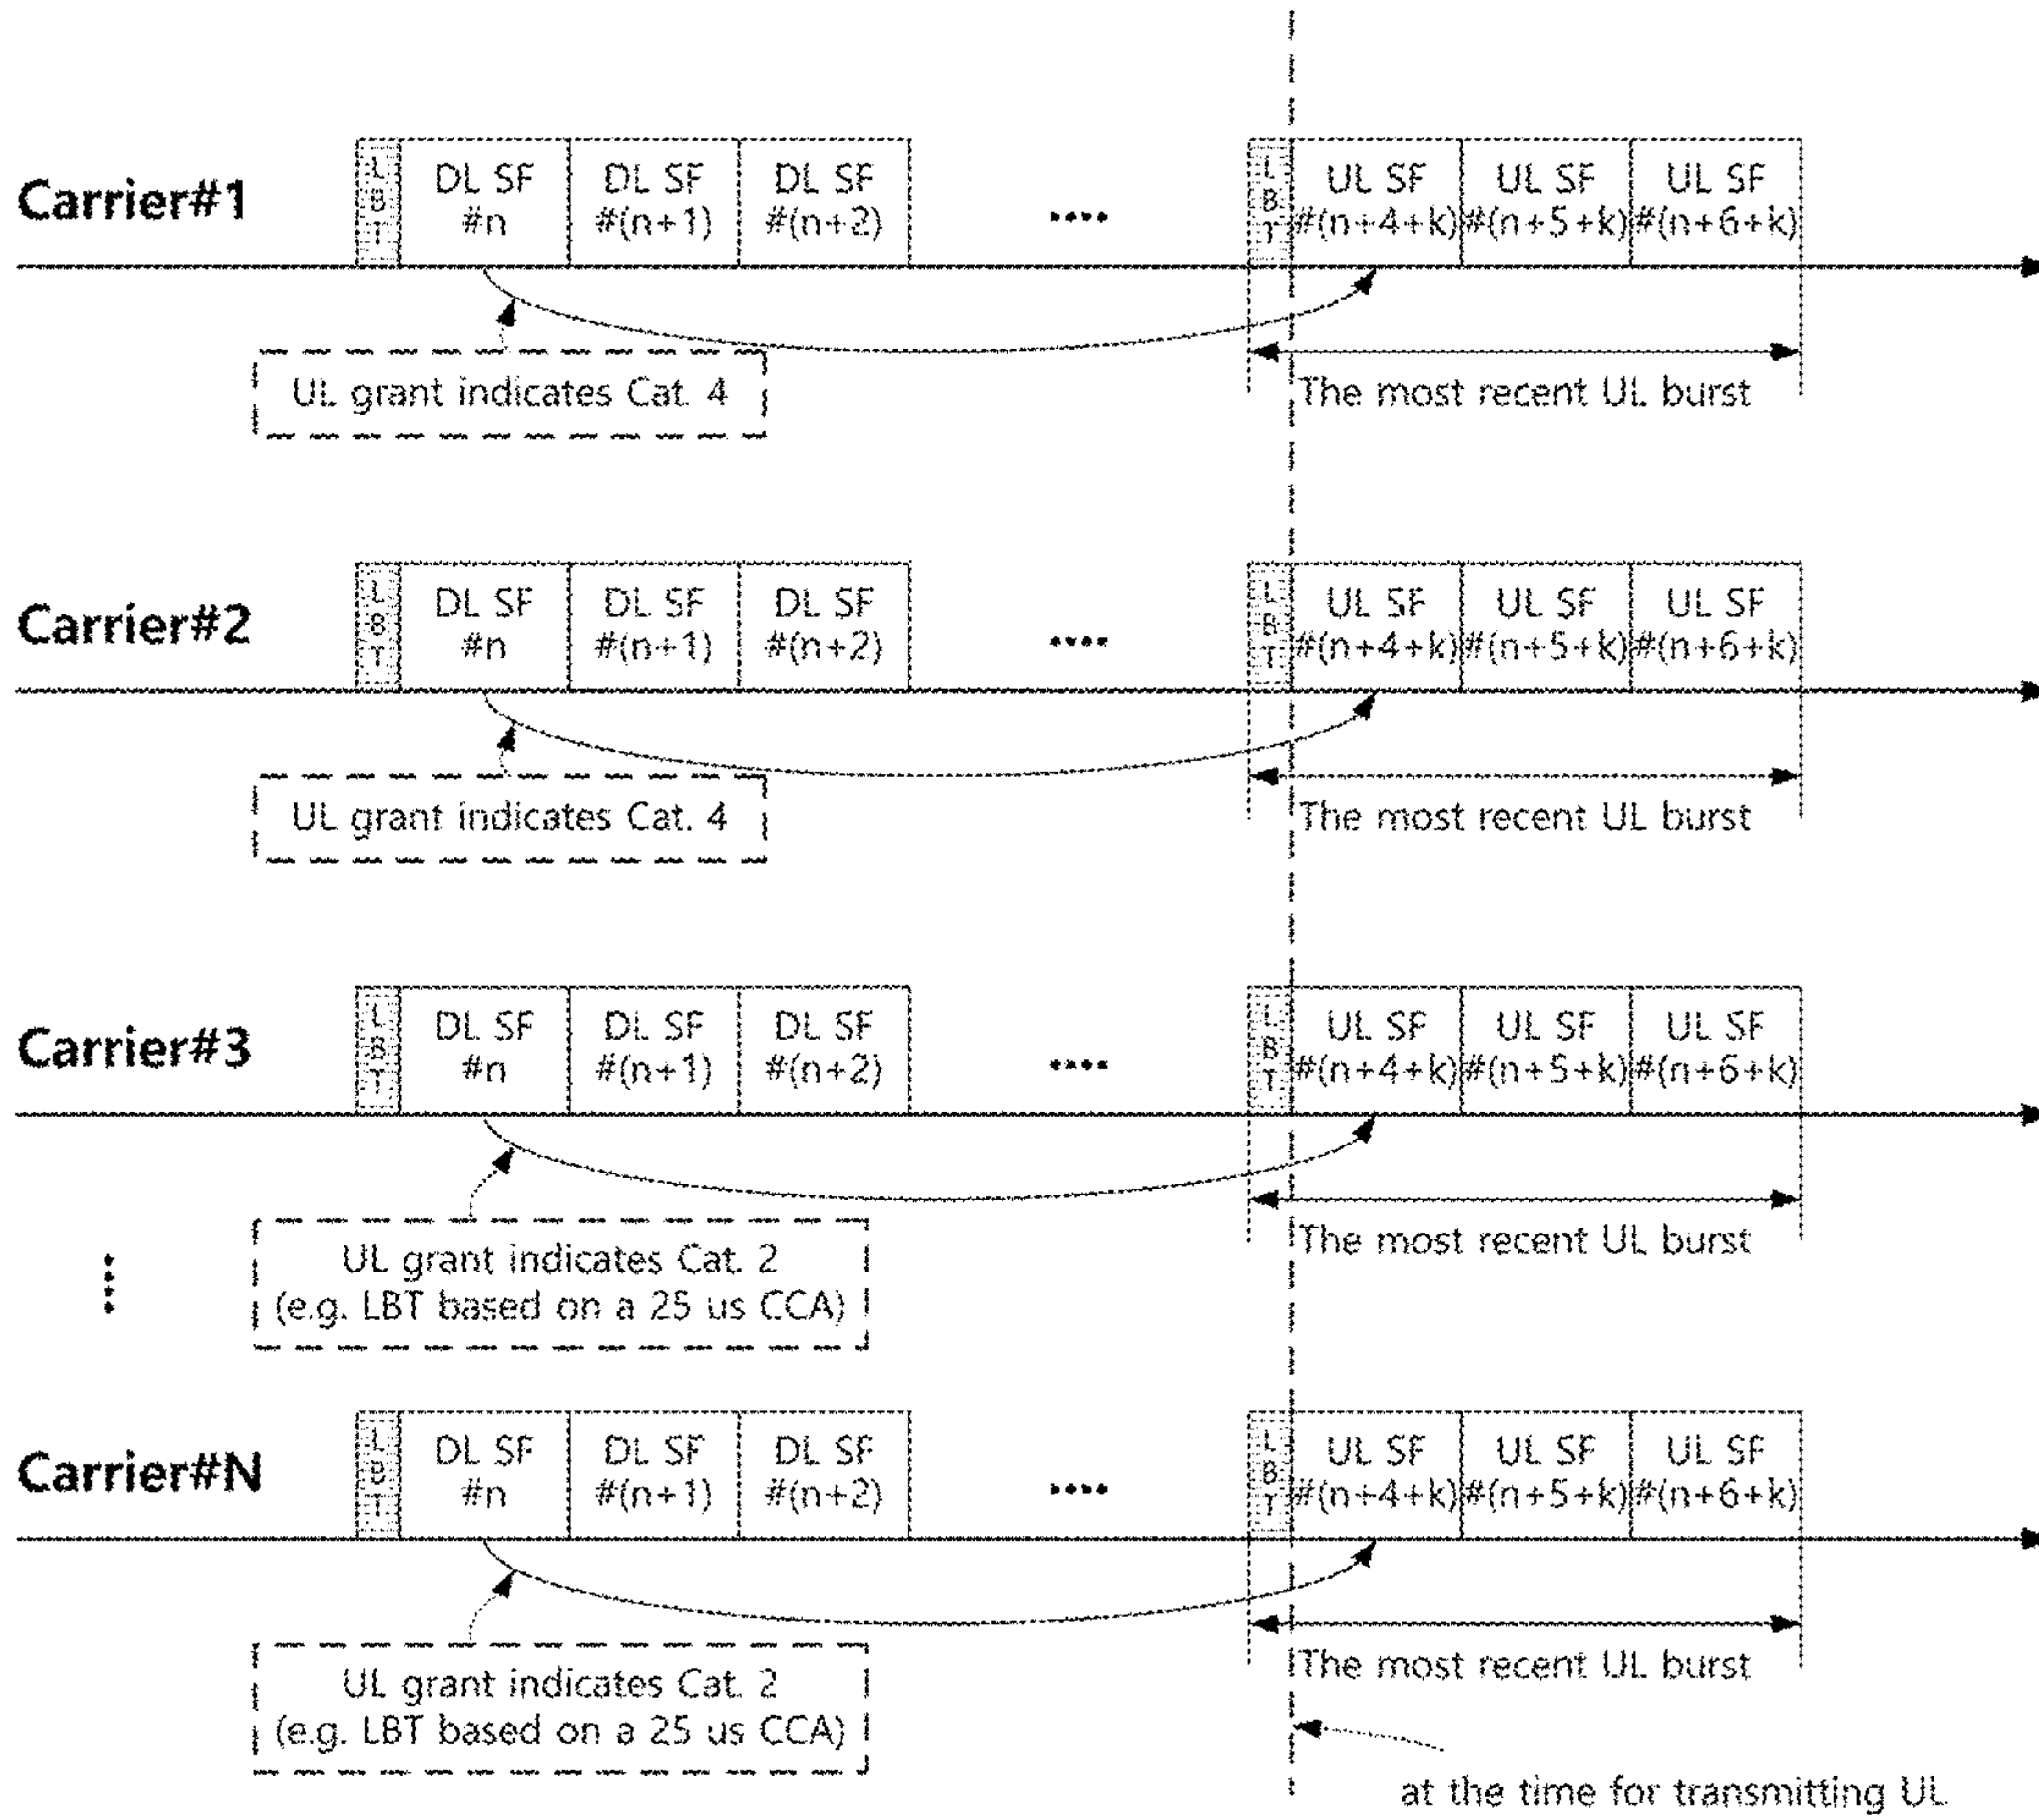 Carrier#1
LBT
DL SF #n
DL SF #(n+1)
DL SF #(n+2)
....
LBT
UL SF #(n+4+k)
UL SF #(n+5+k)
UL SF #(n+6+k)
UL grant indicates Cat. 4
The most recent UL burst
Carrier#2
LBT
DL SF #n
DL SF #(n+1)
DL SF #(n+2)
....
LBT
UL SF #(n+4+k)
UL SF #(n+5+k)
UL SF #(n+6+k)
UL grant indicates Cat. 4
The most recent UL burst
Carrier#3
LBT
DL SF #n
DL SF #(n+1)
DL SF #(n+2)
....
LBT
UL SF #(n+4+k)
UL SF #(n+5+k)
UL SF #(n+6+k)
UL grant indicates Cat. 2
(e.g. LBT based on a 25 us CCA)
The most recent UL burst
Carrier#N
LBT
DL SF #n
DL SF #(n+1)
DL SF #(n+2)
....
LBT
UL SF #(n+4+k)
UL SF #(n+5+k)
UL SF #(n+6+k)
UL grant indicates Cat. 2
(e.g. LBT based on a 25 us CCA)
The most recent UL burst
at the time for transmitting UL